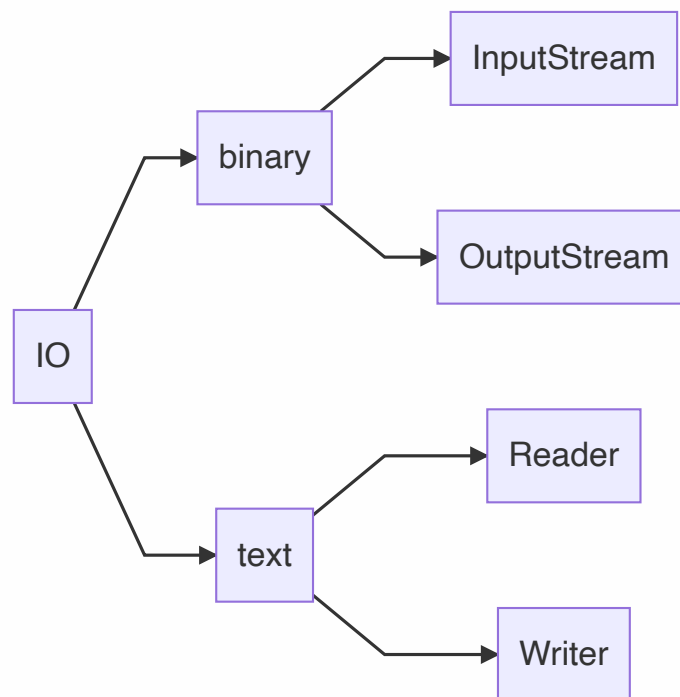 InputStream
binary
OutputStream
IO
Reader
text
Writer